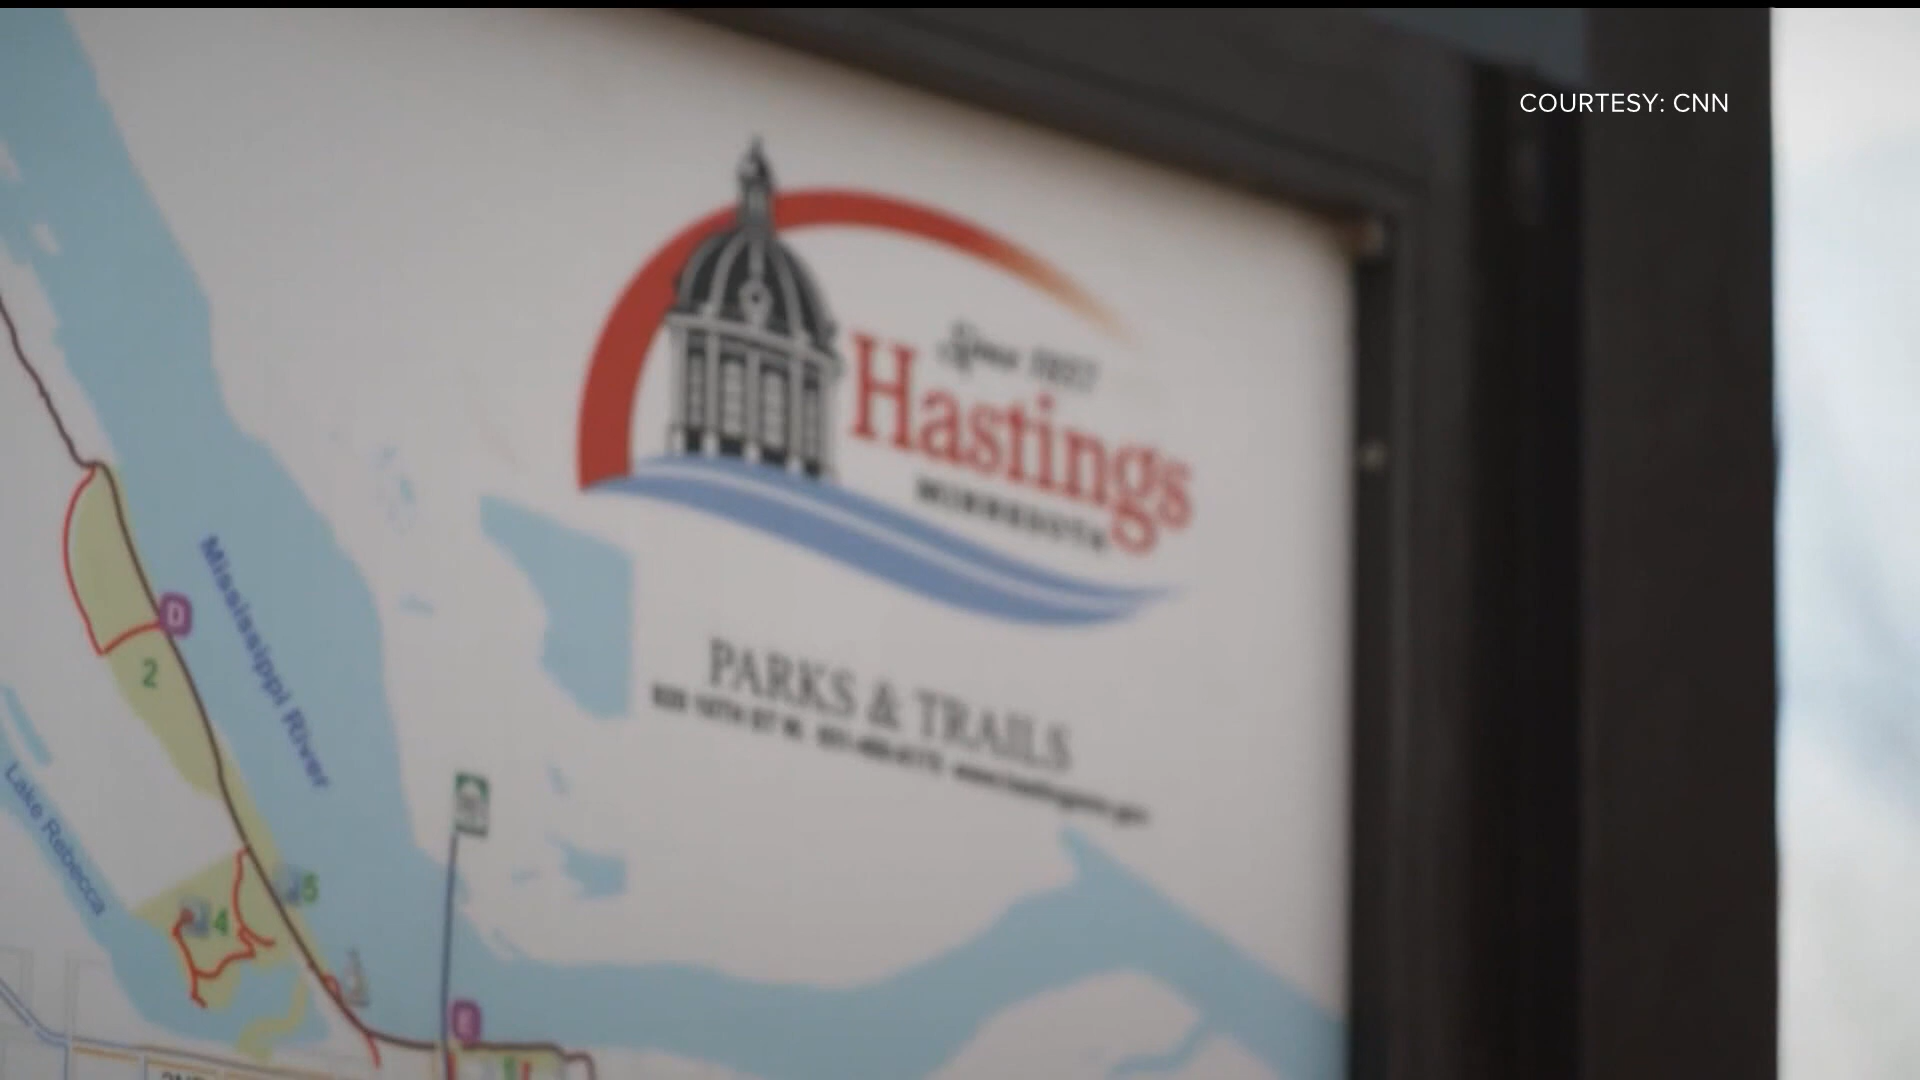 COURTESY: CNN
Since 1857
Hastings
MINNESOTA
PARKS & TRAILS
Mississippi River
D
2
Lake Rebecca
5
4
E